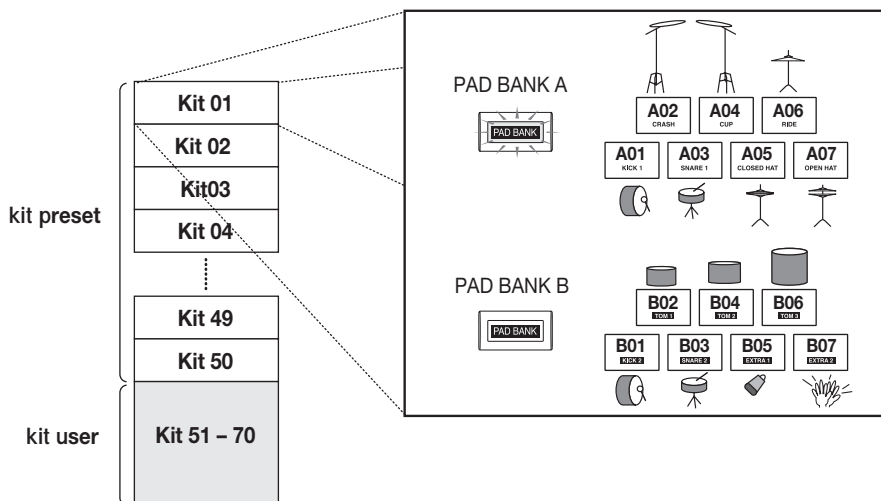 kit preset
kit user
Kit 01
Kit 02
Kit03
Kit 04
Kit 49
Kit 50
Kit 51 – 70
PAD BANK A
PAD BANK
A02
CRASH
A04
CUP
A06
RIDE
A01
KICK 1
A03
SNARE 1
A05
CLOSED HAT
A07
OPEN HAT
PAD BANK B
PAD BANK
B02
TOM 1
B04
TOM 2
B06
TOM 3
B01
KICK 2
B03
SNARE 2
B05
EXTRA 1
B07
EXTRA 2